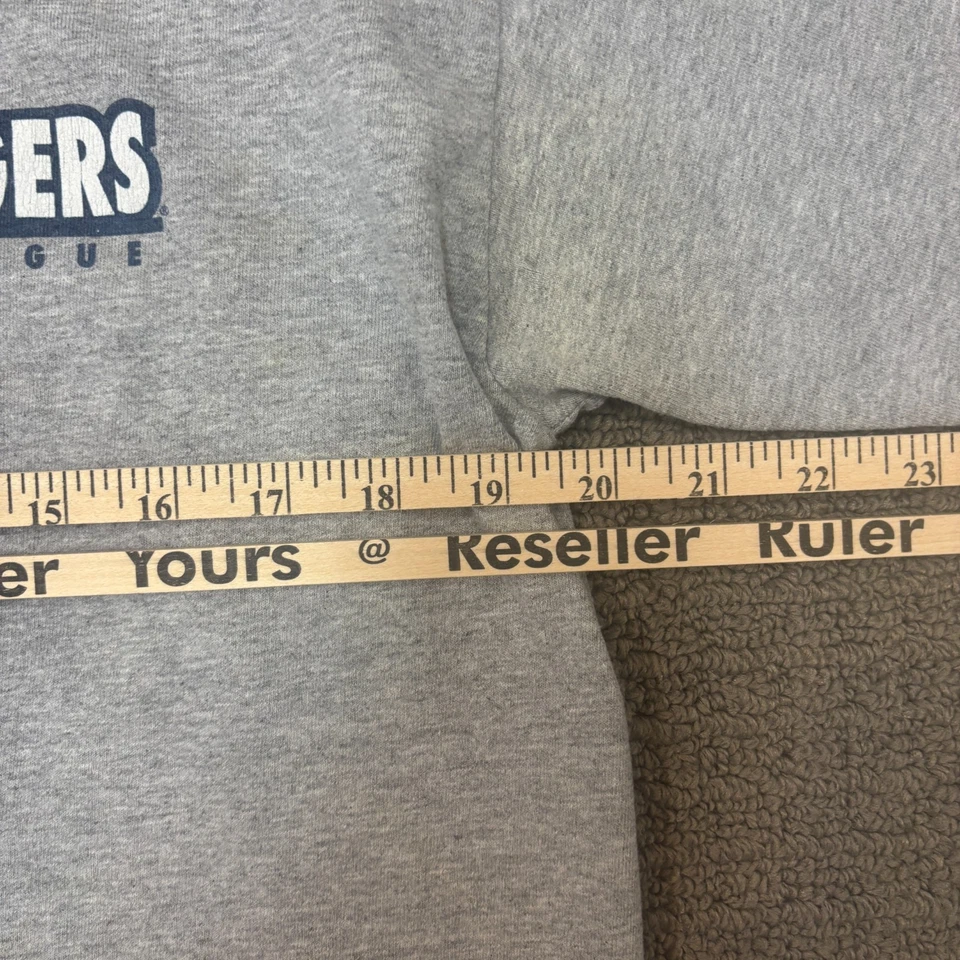 GERS®
GUE
15 16 17 18 19 20 21 22 23
er Yours @ Reseller Ruler